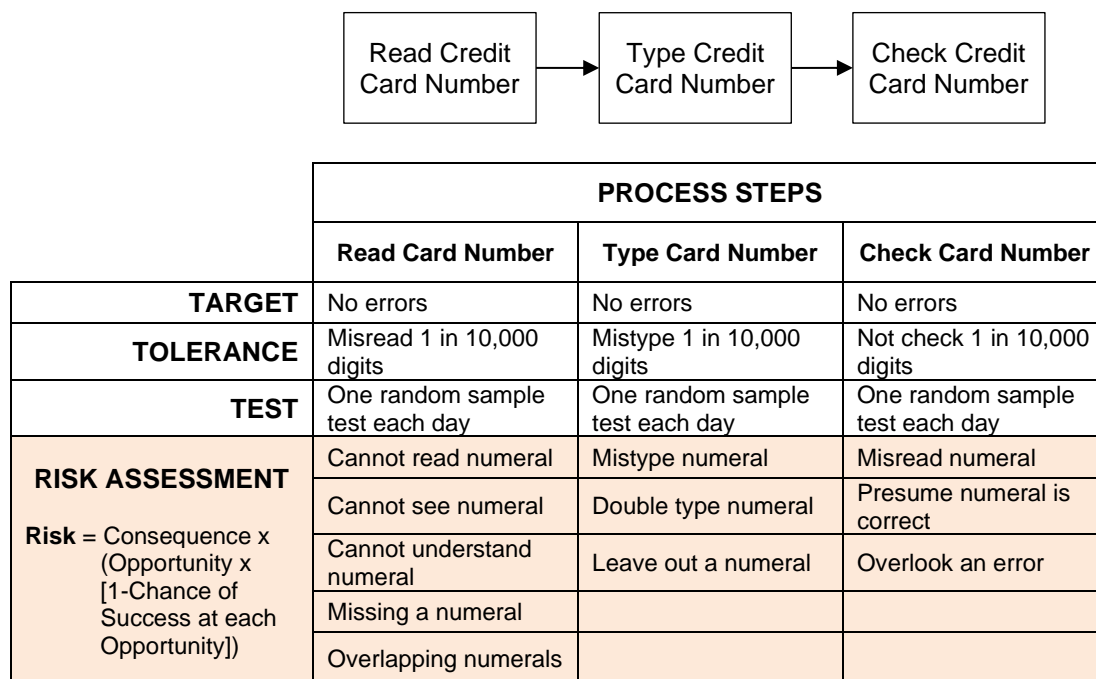 Read Credit
Card Number
Type Credit
Card Number
Check Credit
Card Number
PROCESS STEPS
Read Card Number
Type Card Number
Check Card Number
TARGET
No errors
No errors
No errors
TOLERANCE
Misread 1 in 10,000
digits
Mistype 1 in 10,000
digits
Not check 1 in 10,000
digits
TEST
One random sample
test each day
One random sample
test each day
One random sample
test each day
RISK ASSESSMENT
Risk = Consequence x
(Opportunity x
[1-Chance of
Success at each
Opportunity])
Cannot read numeral
Mistype numeral
Misread numeral
Cannot see numeral
Double type numeral
Presume numeral is
correct
Cannot understand
numeral
Leave out a numeral
Overlook an error
Missing a numeral
Overlapping numerals